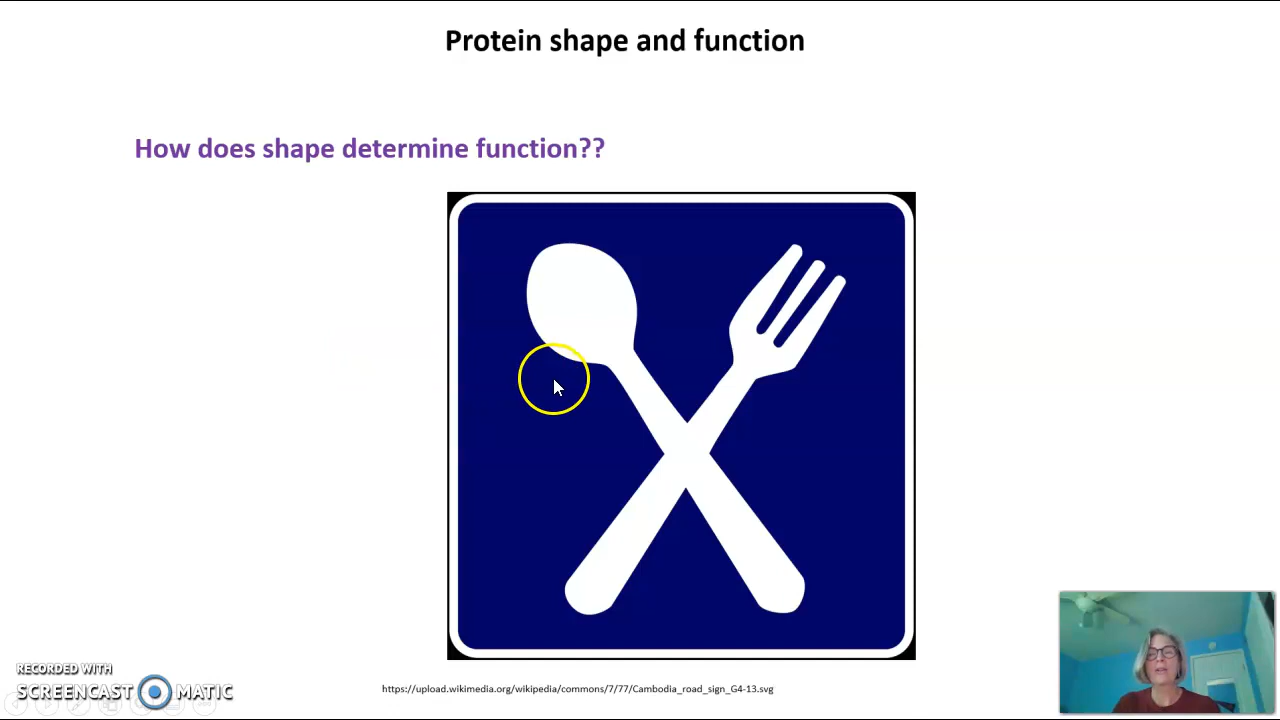 Protein shape and function
How does shape determine function??
RECORDED WITH
SCREENCAST MATIC
https://upload.wikimedia.org/wikipedia/commons/7/77/Cambodia_road_sign_G4-13.svg